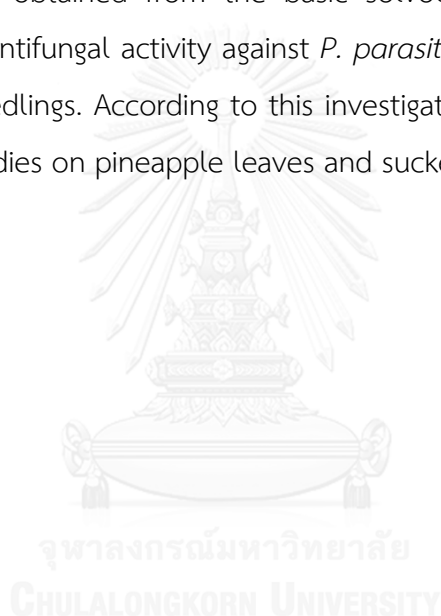 obtained from the basic solvo
ntifungal activity against P. parasit
edlings. According to this investigat
dies on pineapple leaves and sucke
จุฬาลงกรณ์มหาวิทยาลัย
CHULALONGKORN UNIVERSITY